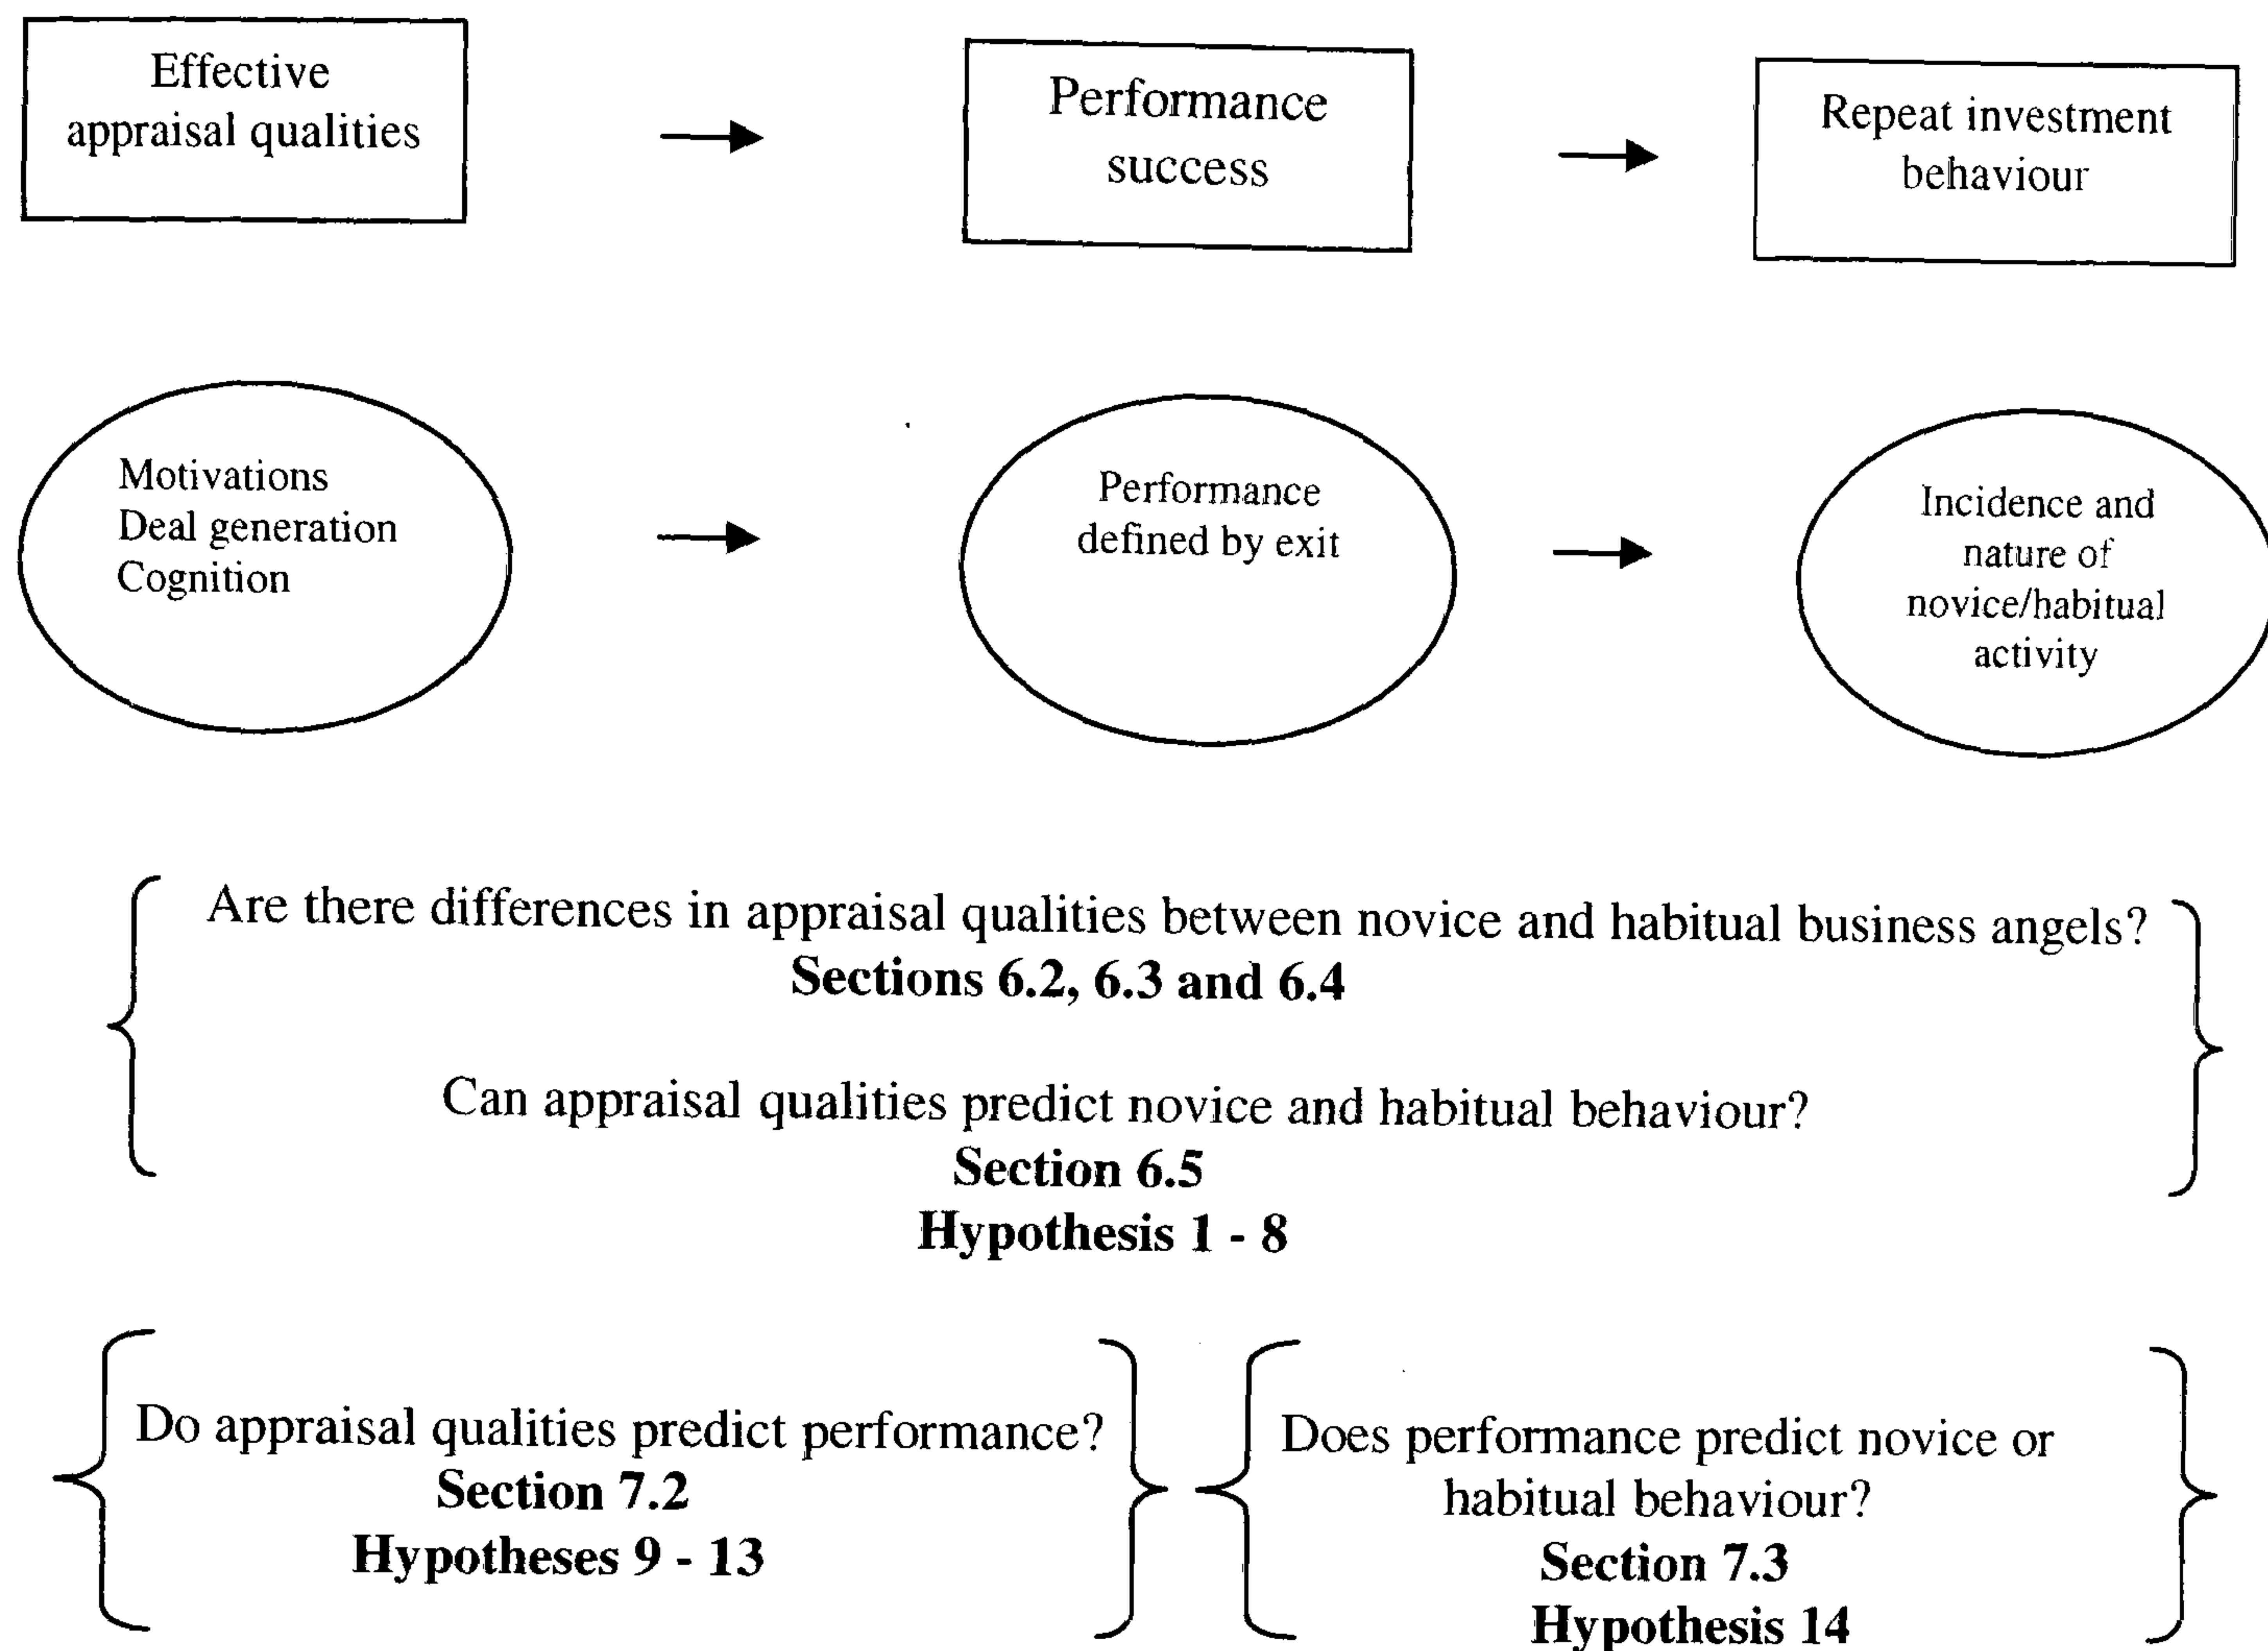 Effective
appraisal qualities
Performance
success
Repeat investment
behaviour
Motivations
Deal generation
Cognition
Performance
defined by exit
Incidence and
nature of
novice/habitual
activity
Are there differences in appraisal qualities between novice and habitual business angels?
Sections 6.2, 6.3 and 6.4
Can appraisal qualities predict novice and habitual behaviour?
Section 6.5
Hypothesis 1 - 8
Do appraisal qualities predict performance?
Section 7.2
Hypotheses 9 - 13
Does performance predict novice or
habitual behaviour?
Section 7.3
Hypothesis 14